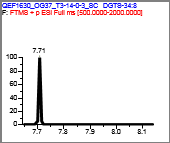 QEF1630_OG37_T3-14-0-3_SC DGTS-34:8
F: FTMS + p ESI Full ms [500.0000-2000.0000]
7.71
100
80
60
40
20
0
7.7 7.8 7.9 8.0 8.1